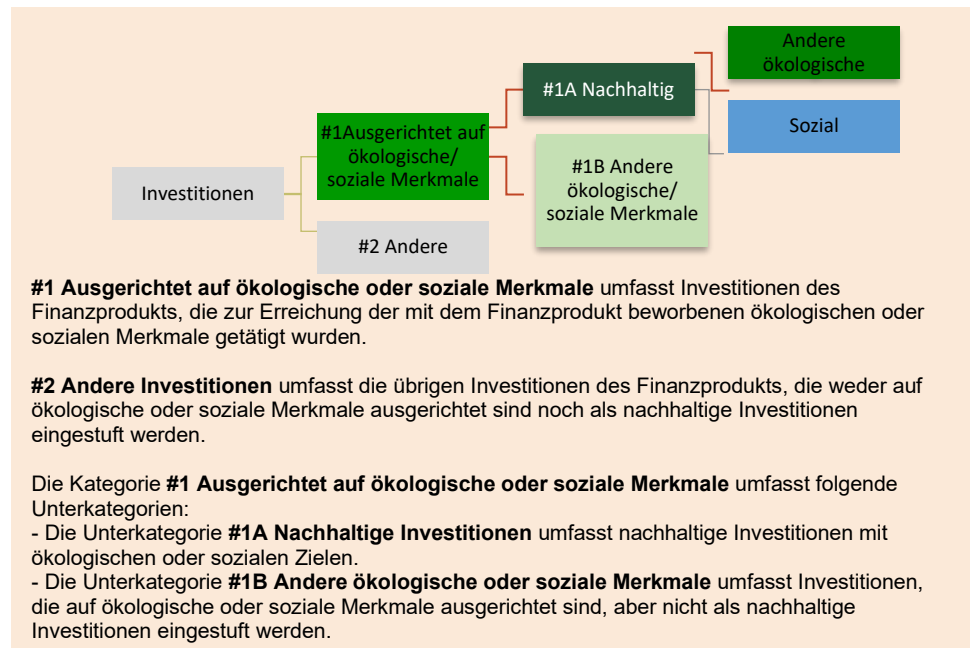 Andere
ökologische
#1A Nachhaltig
Sozial
#1Ausgerichtet auf
ökologische/
soziale Merkmale
#1B Andere
ökologische/
soziale Merkmale
Investitionen
#2 Andere
#1 Ausgerichtet auf ökologische oder soziale Merkmale umfasst Investitionen des
Finanzprodukts, die zur Erreichung der mit dem Finanzprodukt beworbenen ökologischen oder
sozialen Merkmale getätigt wurden.
#2 Andere Investitionen umfasst die übrigen Investitionen des Finanzprodukts, die weder auf
ökologische oder soziale Merkmale ausgerichtet sind noch als nachhaltige Investitionen
eingestuft werden.
Die Kategorie #1 Ausgerichtet auf ökologische oder soziale Merkmale umfasst folgende
Unterkategorien:
- Die Unterkategorie #1A Nachhaltige Investitionen umfasst nachhaltige Investitionen mit
ökologischen oder sozialen Zielen.
- Die Unterkategorie #1B Andere ökologische oder soziale Merkmale umfasst Investitionen,
die auf ökologische oder soziale Merkmale ausgerichtet sind, aber nicht als nachhaltige
Investitionen eingestuft werden.